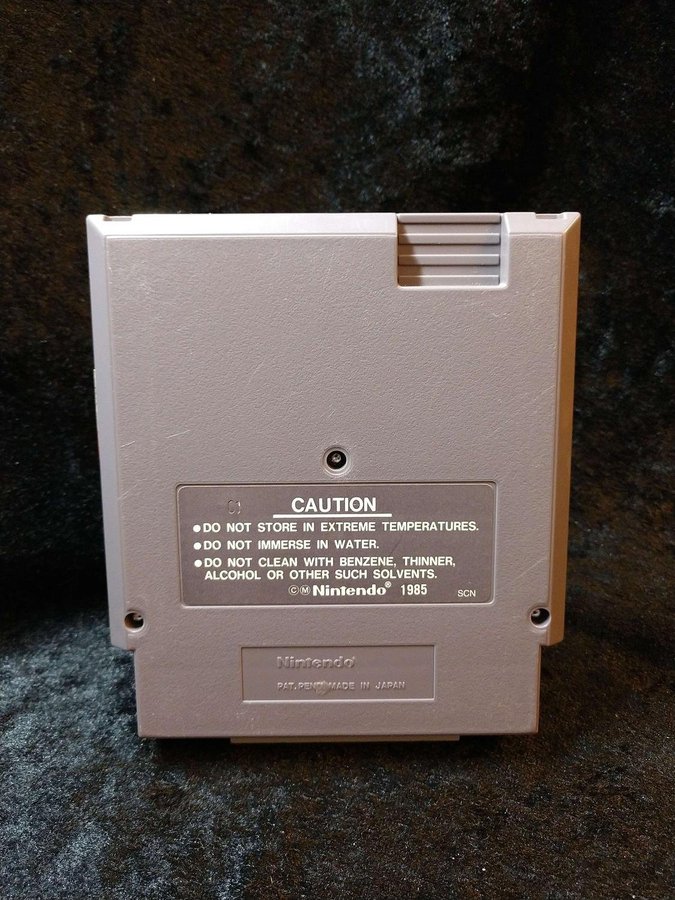 CAUTION
●DO NOT STORE IN EXTREME TEMPERATURES.
●DO NOT IMMERSE IN WATER.
●DO NOT CLEAN WITH BENZENE, THINNER,
ALCOHOL OR OTHER SUCH SOLVENTS.
ⒸⓂ Nintendo® 1985 SCN
Nintendo®
PAT. PEND MADE IN JAPAN